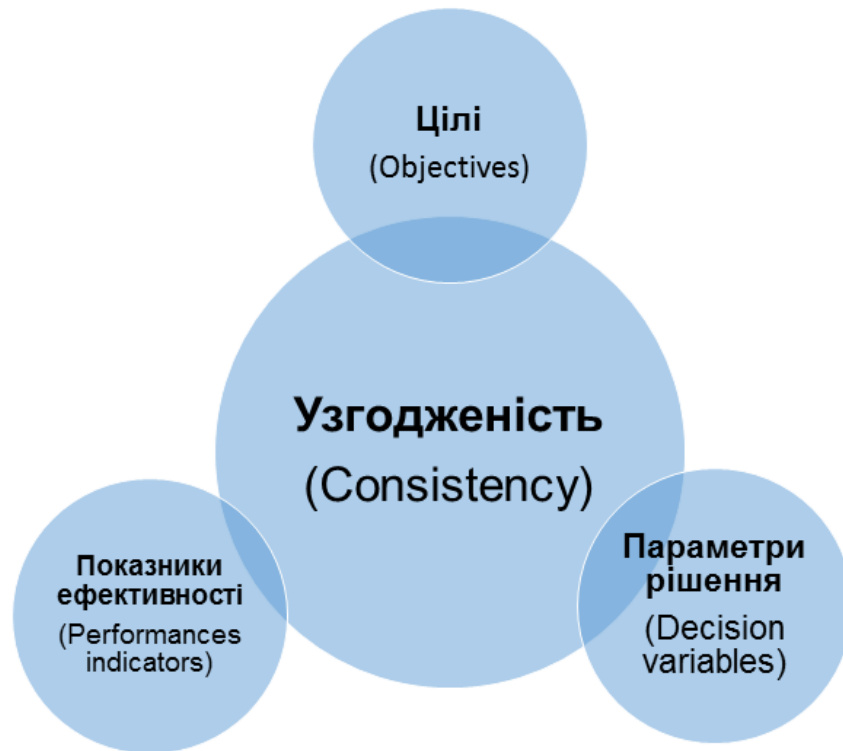 Цілі
(Objectives)
Узгодженість
(Consistency)
Показники
ефективності
(Performances
indicators)
Параметри
рішення
(Decision
variables)